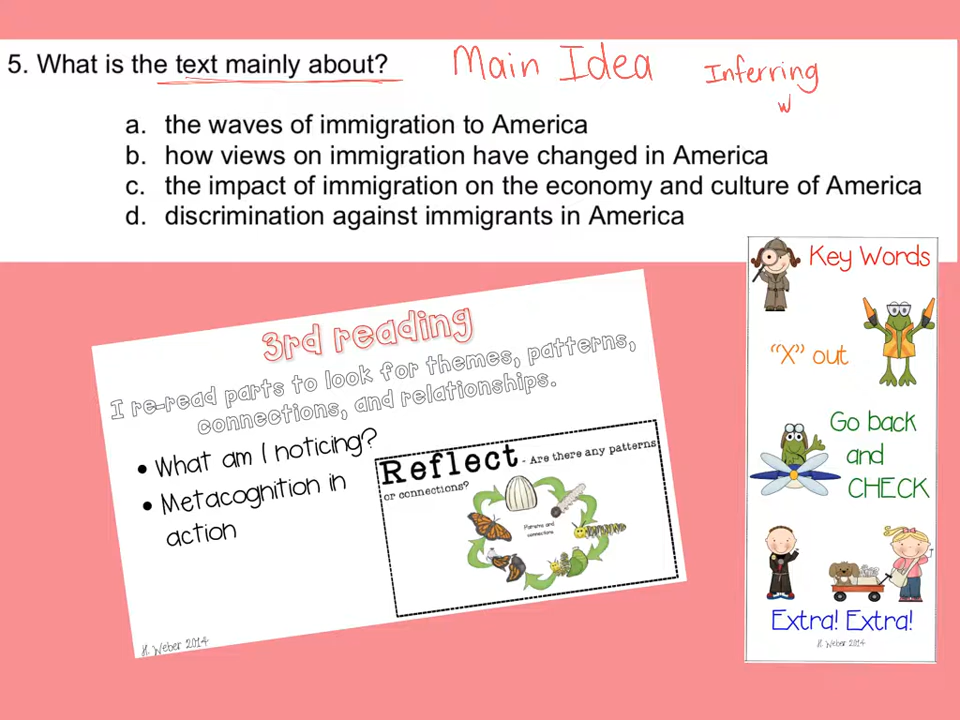 5. What is the text mainly about? Main Idea Inferring
w
a. the waves of immigration to America
b. how views on immigration have changed in America
c. the impact of immigration on the economy and culture of America
d. discrimination against immigrants in America
3rd reading
I re-read parts to look for themes, patterns,
connections, and relationships.
• What am I noticing?
• Metacognition in
action
Reflect - Are there any patterns
or connections?
Patterns and
connections
H. Weber 2014
Key Words
"X" out
Go back
and
CHECK
Extra! Extra!
H. Weber 2014